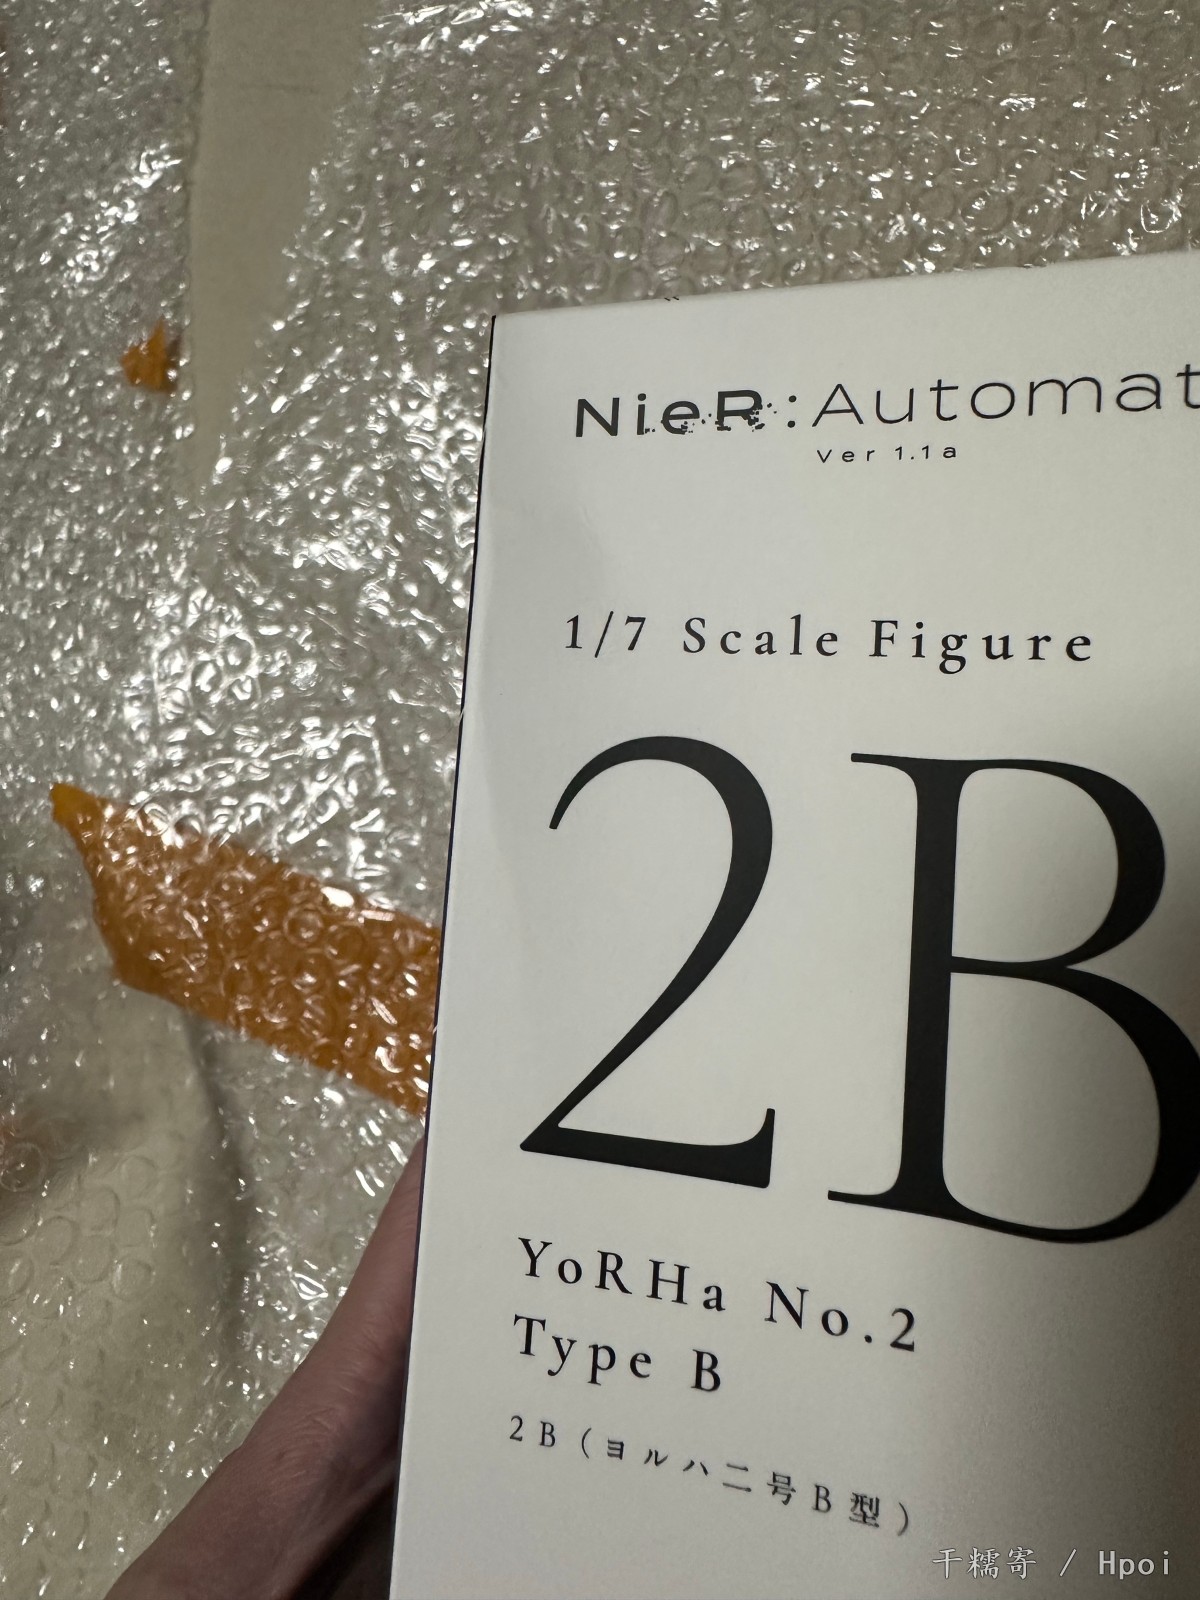 NieR:Automat
Ver 1.1a
1/7 Scale Figure
2B
YoRHa No.2
Type B
2B(ヨルハ二号B型)
干糯寄 / Hpoi